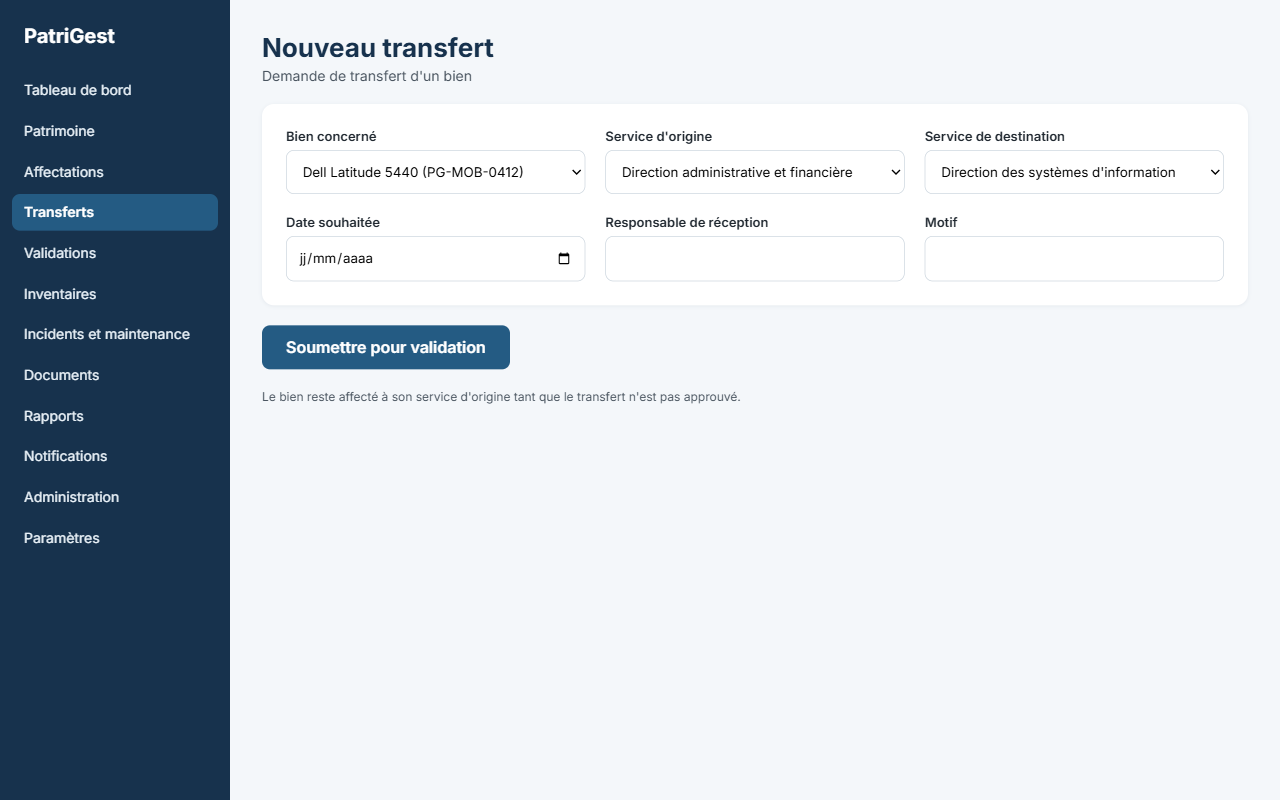 PatriGest
Tableau de bord
Patrimoine
Affectations
Transferts
Validations
Inventaires
Incidents et maintenance
Documents
Rapports
Notifications
Administration
Paramètres
Nouveau transfert
Demande de transfert d'un bien
Bien concerné
Dell Latitude 5440 (PG-MOB-0412)
Service d'origine
Direction administrative et financière
Service de destination
Direction des systèmes d'information
Date souhaitée
jj/mm/aaaa
Responsable de réception
Motif
Soumettre pour validation
Le bien reste affecté à son service d'origine tant que le transfert n'est pas approuvé.